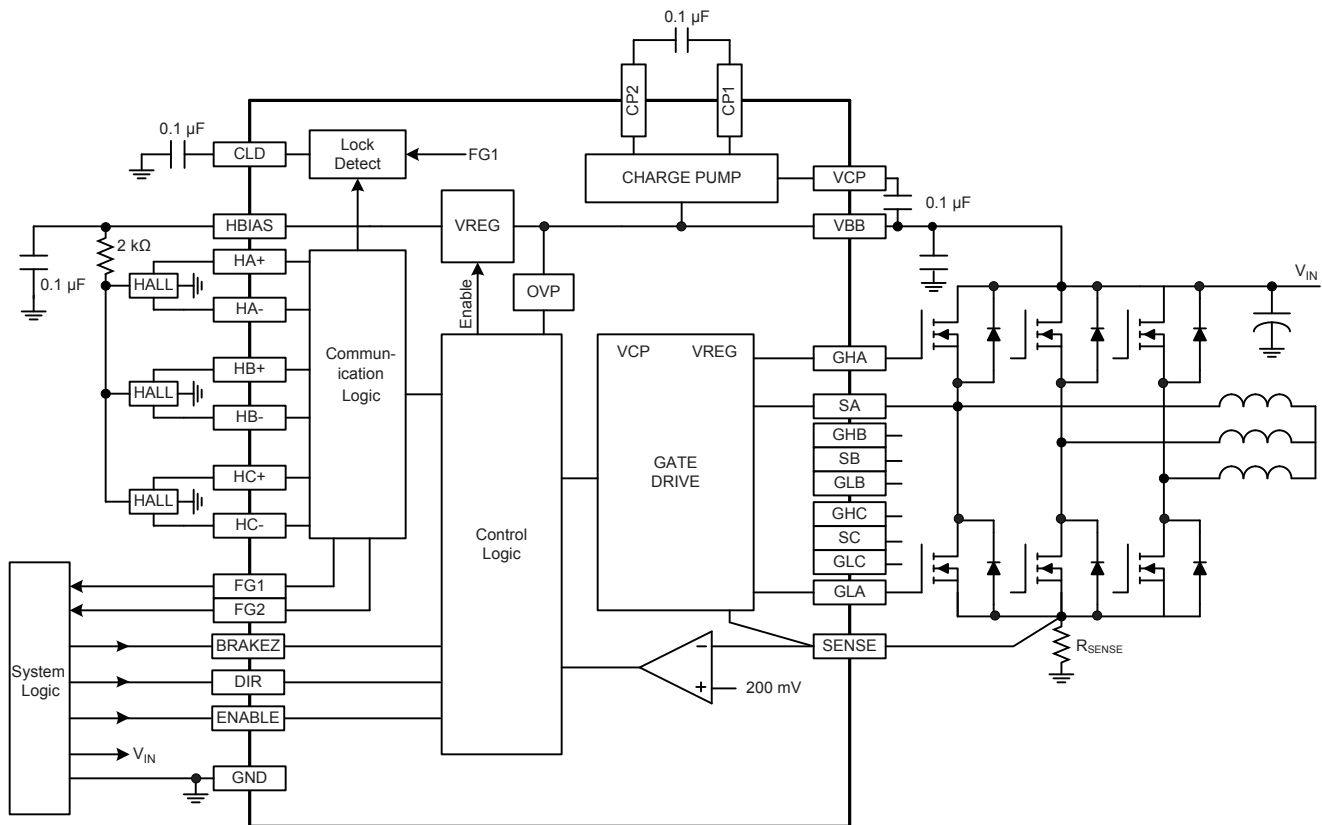 0.1 µF
CP2
CP1
0.1 µF
CLD
Lock
Detect
FG1
CHARGE PUMP
VCP
0.1 µF
HBIAS
VREG
VBB
2 kΩ
0.1 µF
HALL
HA+
HA-
Enable
OVP
V_IN
HALL
HB+
HB-
Commun-
ication
Logic
VCP
VREG
GHA
SA
GHB
SB
GLB
GATE
DRIVE
HALL
HC+
HC-
Control
Logic
GHC
SC
GLC
GLA
FG1
FG2
BRAKEZ
DIR
ENABLE
System
Logic
V_IN
GND
–
+
200 mV
SENSE
R_SENSE